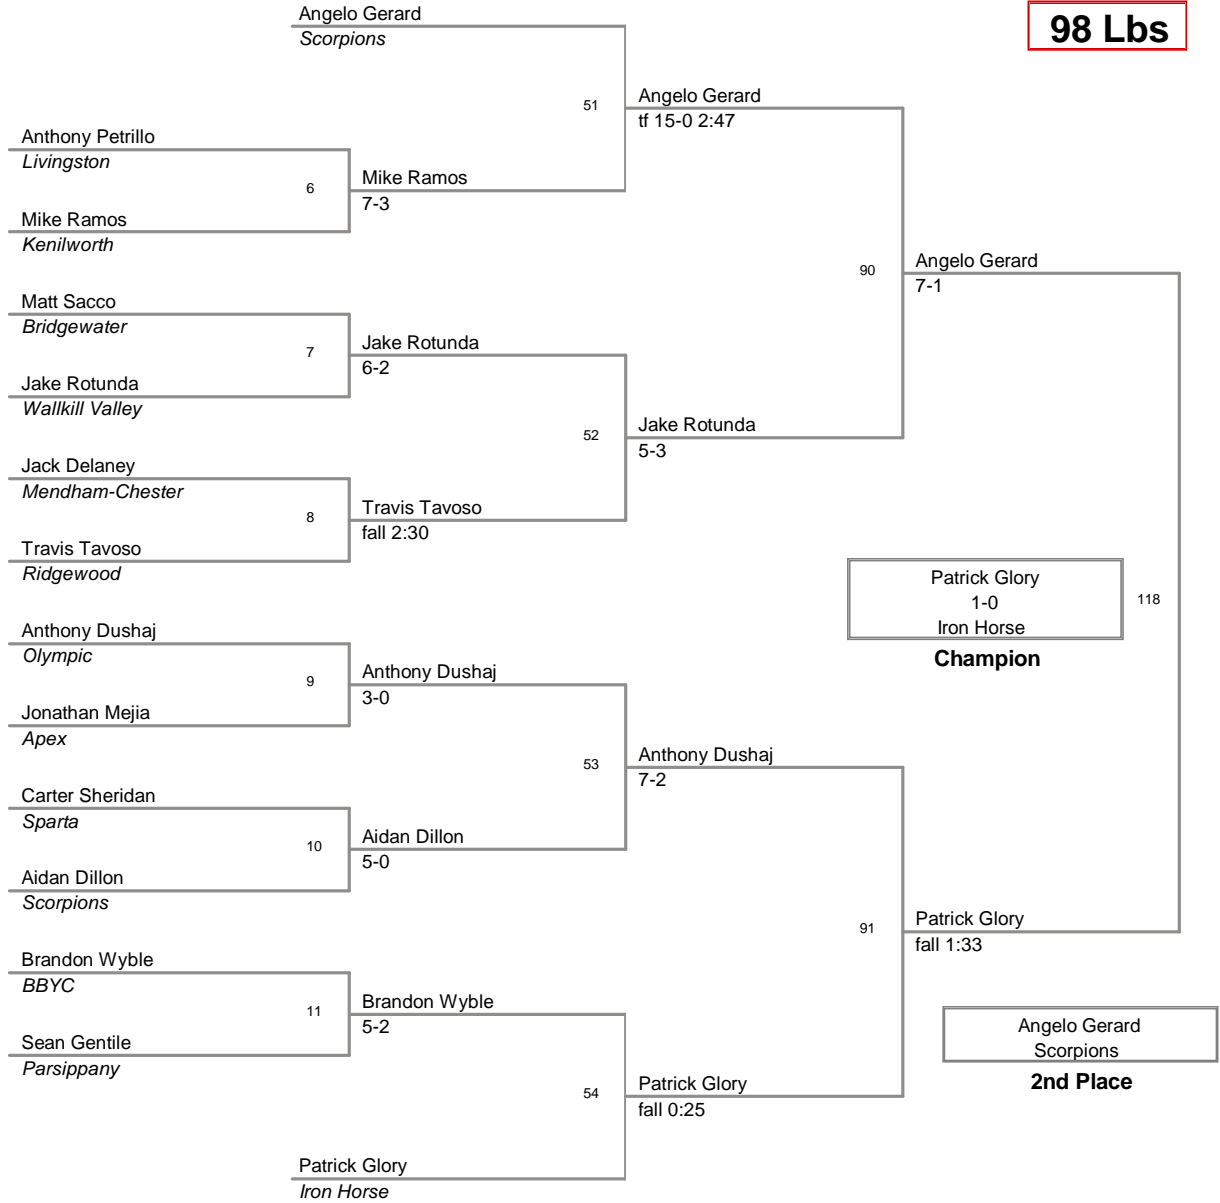 Angelo Gerard
98 Lbs
Scorpions
51
Angelo Gerard
tf 15-0 2:47
Anthony Petrillo
Livingston
6
Mike Ramos
7-3
Mike Ramos
Kenilworth
90
Angelo Gerard
7-1
Matt Sacco
Bridgewater
7
Jake Rotunda
6-2
Jake Rotunda
Wallkill Valley
52
Jake Rotunda
5-3
Jack Delaney
Mendham-Chester
8
Travis Tavoso
fall 2:30
Travis Tavoso
Ridgewood
Patrick Glory
1-0
Iron Horse
118
Champion
Anthony Dushaj
Olympic
9
Anthony Dushaj
3-0
Jonathan Mejia
Apex
53
Anthony Dushaj
7-2
Carter Sheridan
Sparta
10
Aidan Dillon
5-0
Aidan Dillon
Scorpions
91
Patrick Glory
fall 1:33
Brandon Wyble
BBYC
11
Brandon Wyble
5-2
Sean Gentile
Parsippany
Angelo Gerard
Scorpions
2nd Place
54
Patrick Glory
fall 0:25
Patrick Glory
Iron Horse